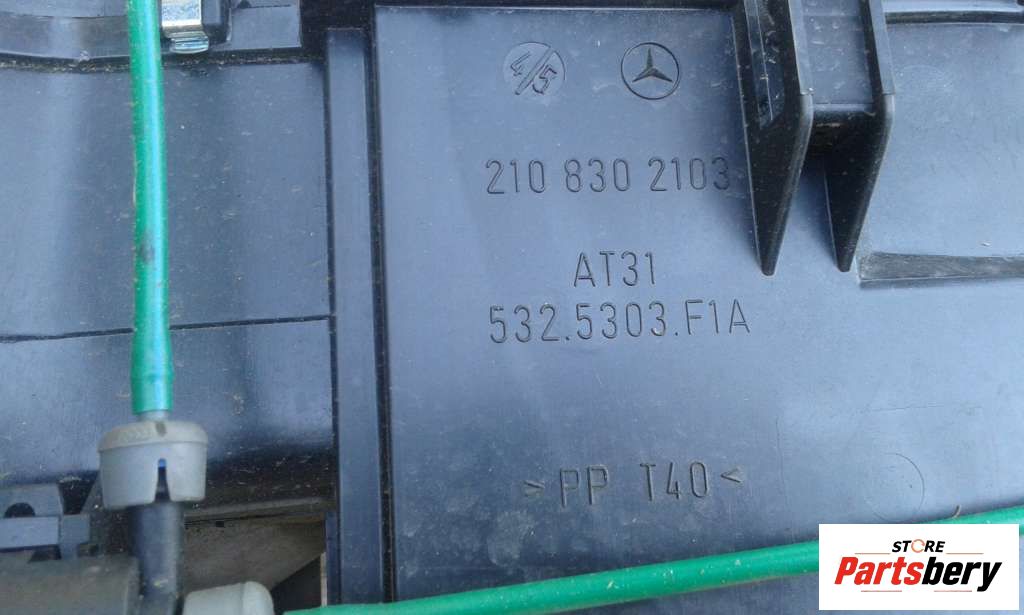 4/5
210 830 2103
AT31
532.5303.F1A
>PP T40<
STORE
Partsbery